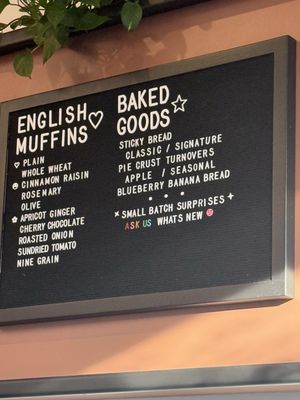 ENGLISH
MUFFINS
PLAIN
WHOLE WHEAT
CINNAMON RAISIN
ROSEMARY
OLIVE
APRICOT GINGER
CHERRY CHOCOLATE
ROASTED ONION
SUNDRIED TOMATO
NINE GRAIN
BAKED
GOODS
STICKY BREAD
CLASSIC / SIGNATURE
PIE CRUST TURNOVERS
APPLE / SEASONAL
BLUEBERRY BANANA BREAD
SMALL BATCH SURPRISES
ASK US WHATS NEW